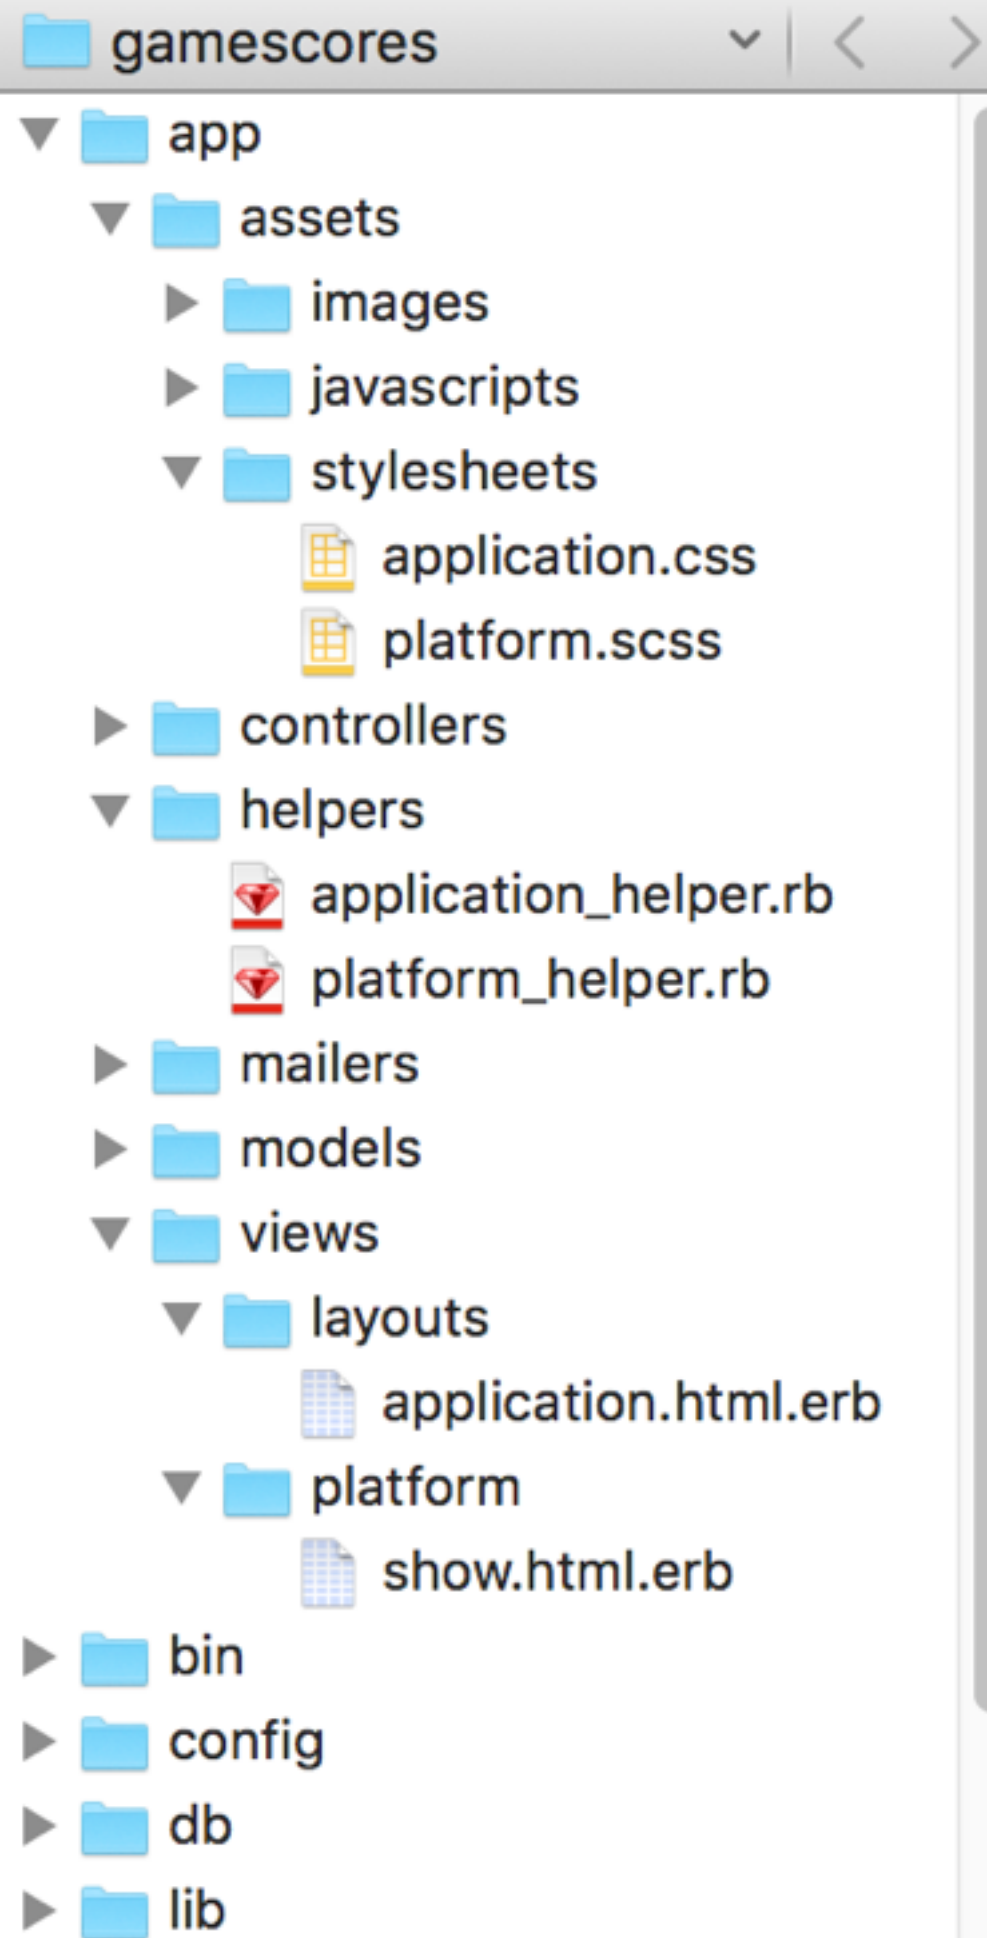 gamescores
app
assets
images
javascripts
stylesheets
application.css
platform.scss
controllers
helpers
application_helper.rb
platform_helper.rb
mailers
models
views
layouts
application.html.erb
platform
show.html.erb
bin
config
db
lib